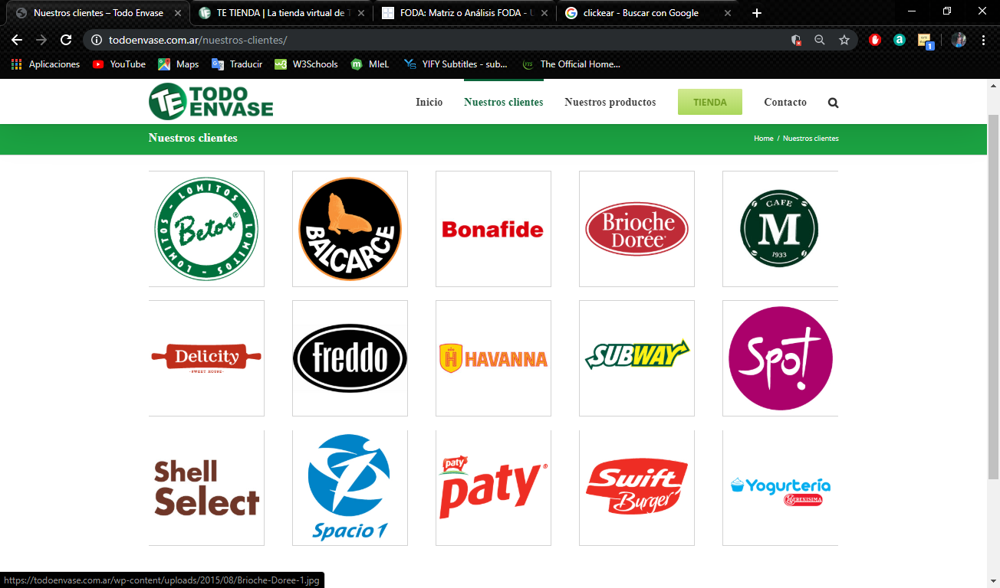 Nuestros clientes – Todo Envase
TE TIENDA | La tienda virtual de T
FODA: Matriz o Análisis FODA - U
clickear - Buscar con Google
todoenvase.com.ar/nuestros-clientes/
Aplicaciones
YouTube
Maps
Traducir
W3Schools
MIeL
YIFY Subtitles - sub...
The Official Home...
1
TE TODO ENVASE
Inicio
Nuestros clientes
Nuestros productos
TIENDA
Contacto
Nuestros clientes
Home / Nuestros clientes
LOMITOS - LOMITOS - LOMITOS -
Betos®
BALCARCE
Bonafide
Brioche
Dorée
CAFE
M
1933
Delicity
· SWEET HOUSE ·
freddo
H HAVANNA
SUBWAY
Spot!
Shell
Select
Spacio 1
paty
paty®
Swift
Burger
Yogurtería
LA SERENISIMA
https://todoenvase.com.ar/wp-content/uploads/2015/08/Brioche-Doree-1.jpg